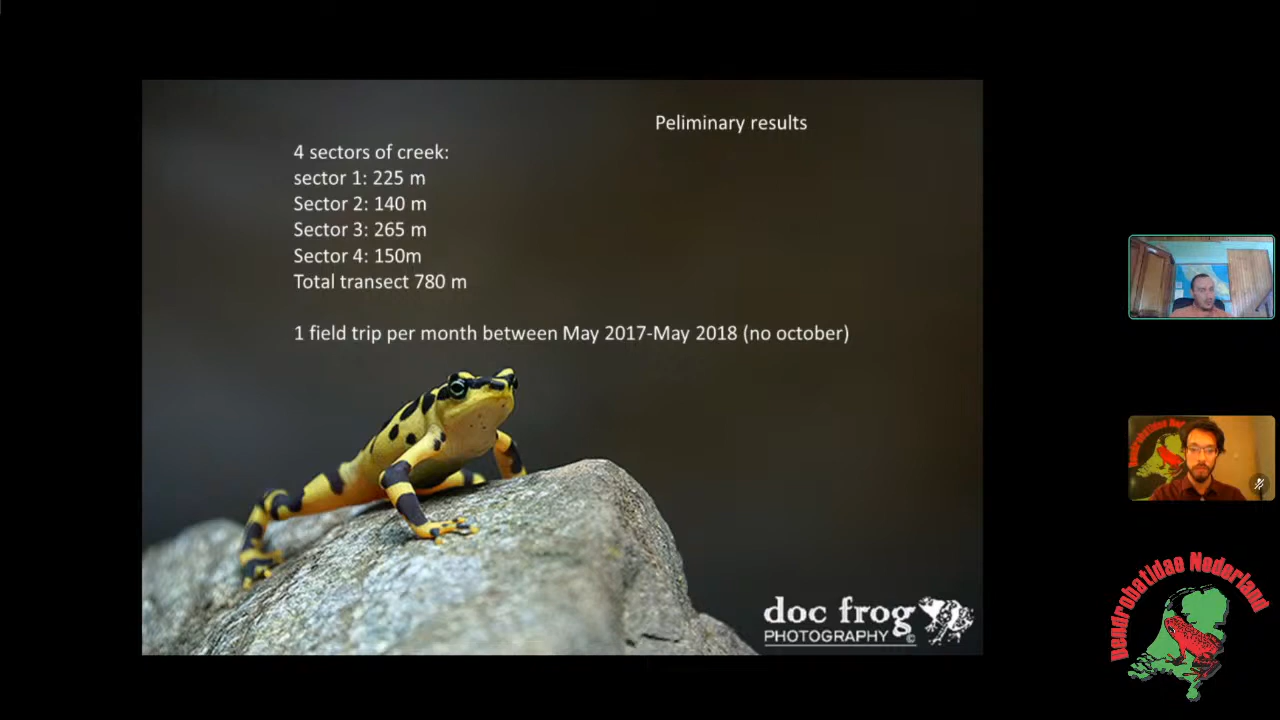 Peliminary results
4 sectors of creek:
sector 1: 225 m
Sector 2: 140 m
Sector 3: 265 m
Sector 4: 150m
Total transect 780 m
1 field trip per month between May 2017-May 2018 (no october)
doc frog
PHOTOGRAPHY ©
Dendrobatidae Nederland